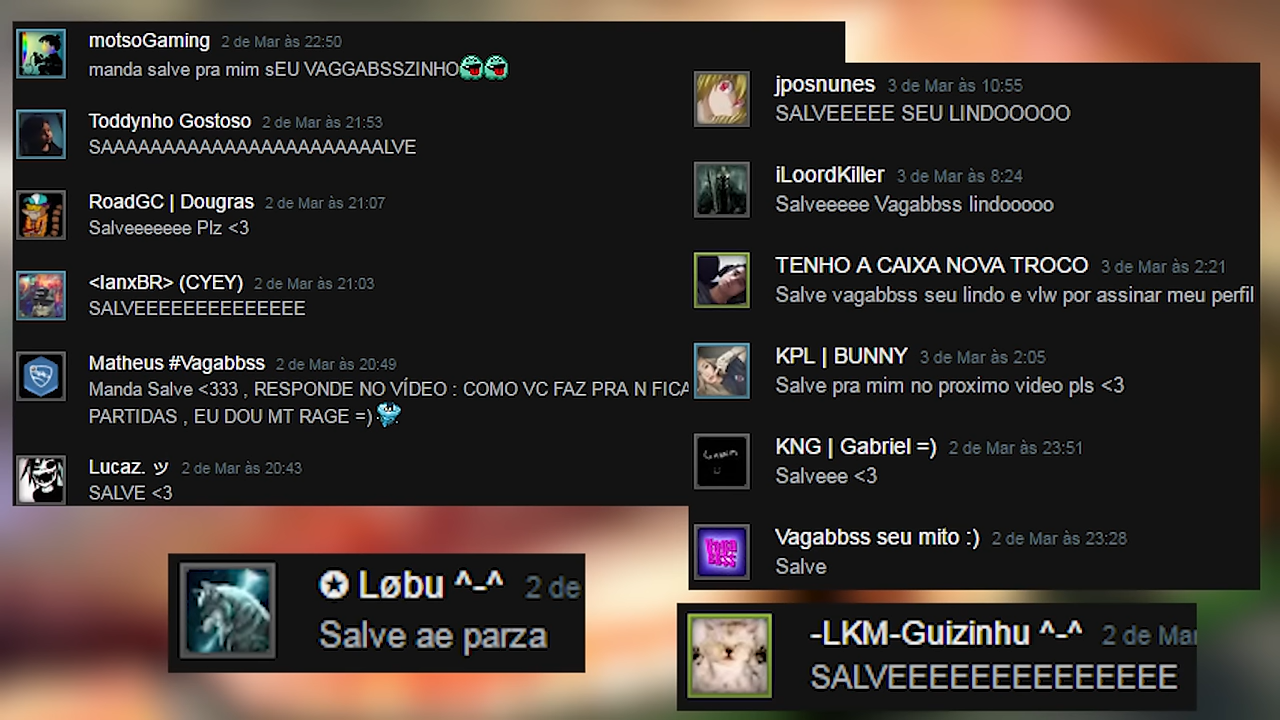 motsoGaming 2 de Mar às 22:50
manda salve pra mim sEU VAGGABSSZINHO
Toddynho Gostoso 2 de Mar às 21:53
SAAAAAAAAAAAAAAAAAAAAAAALVE
RoadGC | Dougras 2 de Mar às 21:07
Salveeeeeee Plz <3
<IanxBR> (CYEY) 2 de Mar às 21:03
SALVEEEEEEEEEEEEEE
Matheus #Vagabbss 2 de Mar às 20:49
Manda Salve <333 , RESPONDE NO VÍDEO : COMO VC FAZ PRA N FICA
PARTIDAS , EU DOU MT RAGE =)
Lucaz. ッ 2 de Mar às 20:43
SALVE <3
jposnunes 3 de Mar às 10:55
SALVEEEEE SEU LINDOOOOO
iLoordKiller 3 de Mar às 8:24
Salveeeee Vagabbss lindooooo
TENHO A CAIXA NOVA TROCO 3 de Mar às 2:21
Salve vagabbss seu lindo e vlw por assinar meu perfil
KPL | BUNNY 3 de Mar às 2:05
Salve pra mim no proximo video pls <3
KNG | Gabriel =) 2 de Mar às 23:51
Salveee <3
Vagabbss seu mito :) 2 de Mar às 23:28
Salve
✪ Løbu ^-^ 2 de
Salve ae parza
-LKM-Guizinhu ^-^ 2 de Mar
SALVEEEEEEEEEEEEEE